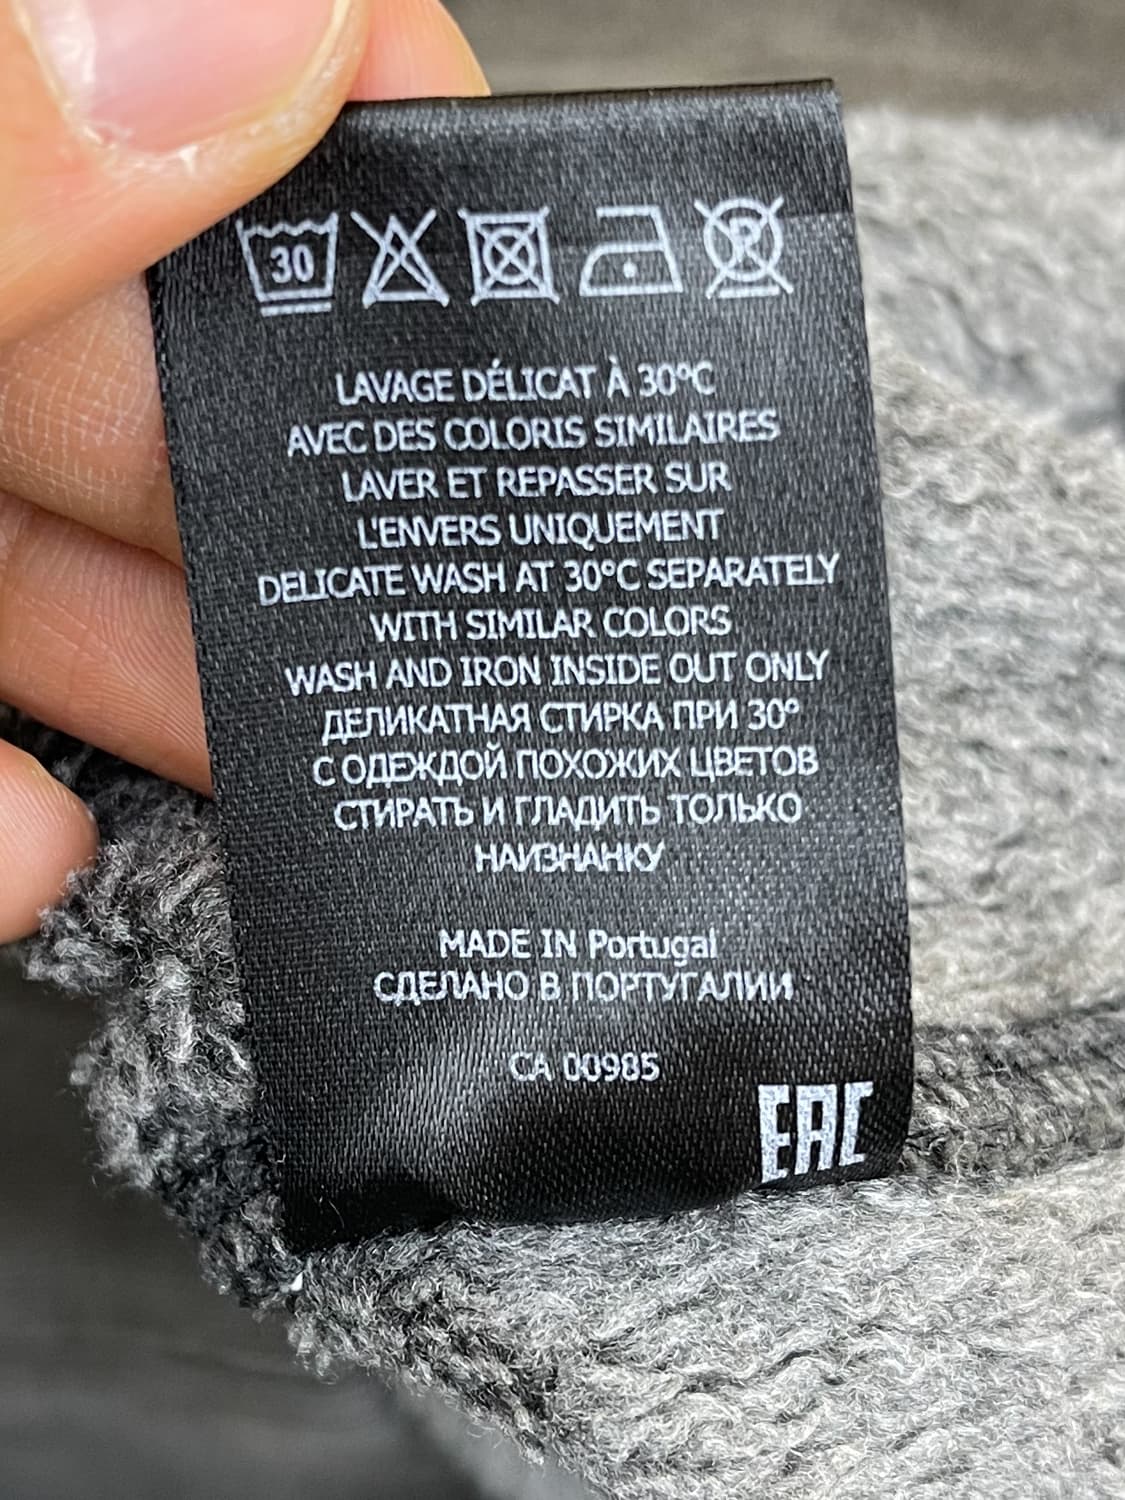 30
P
LAVAGE DÉLICAT À 30°C
AVEC DES COLORIS SIMILAIRES
LAVER ET REPASSER SUR
L'ENVERS UNIQUEMENT
DELICATE WASH AT 30°C SEPARATELY
WITH SIMILAR COLORS
WASH AND IRON INSIDE OUT ONLY
ДЕЛИКАТНАЯ СТИРКА ПРИ 30°
С ОДЕЖДОЙ ПОХОЖИХ ЦВЕТОВ
СТИРАТЬ И ГЛАДИТЬ ТОЛЬКО
НАИЗНАНКУ
MADE IN Portugal
СДЕЛАНО В ПОРТУГАЛИИ
CA 00985
EAC